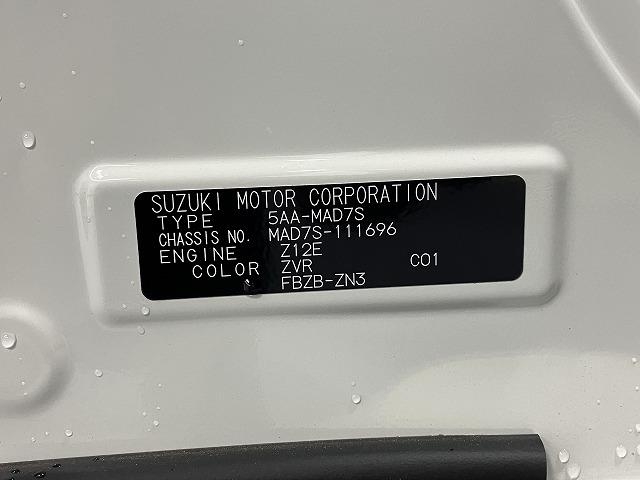 SUZUKI MOTOR CORPORATION
TYPE 5AA-MAD7S
CHASSIS NO. MAD7S-111696
ENGINE Z12E
COLOR ZVR C01
FBZB-ZN3